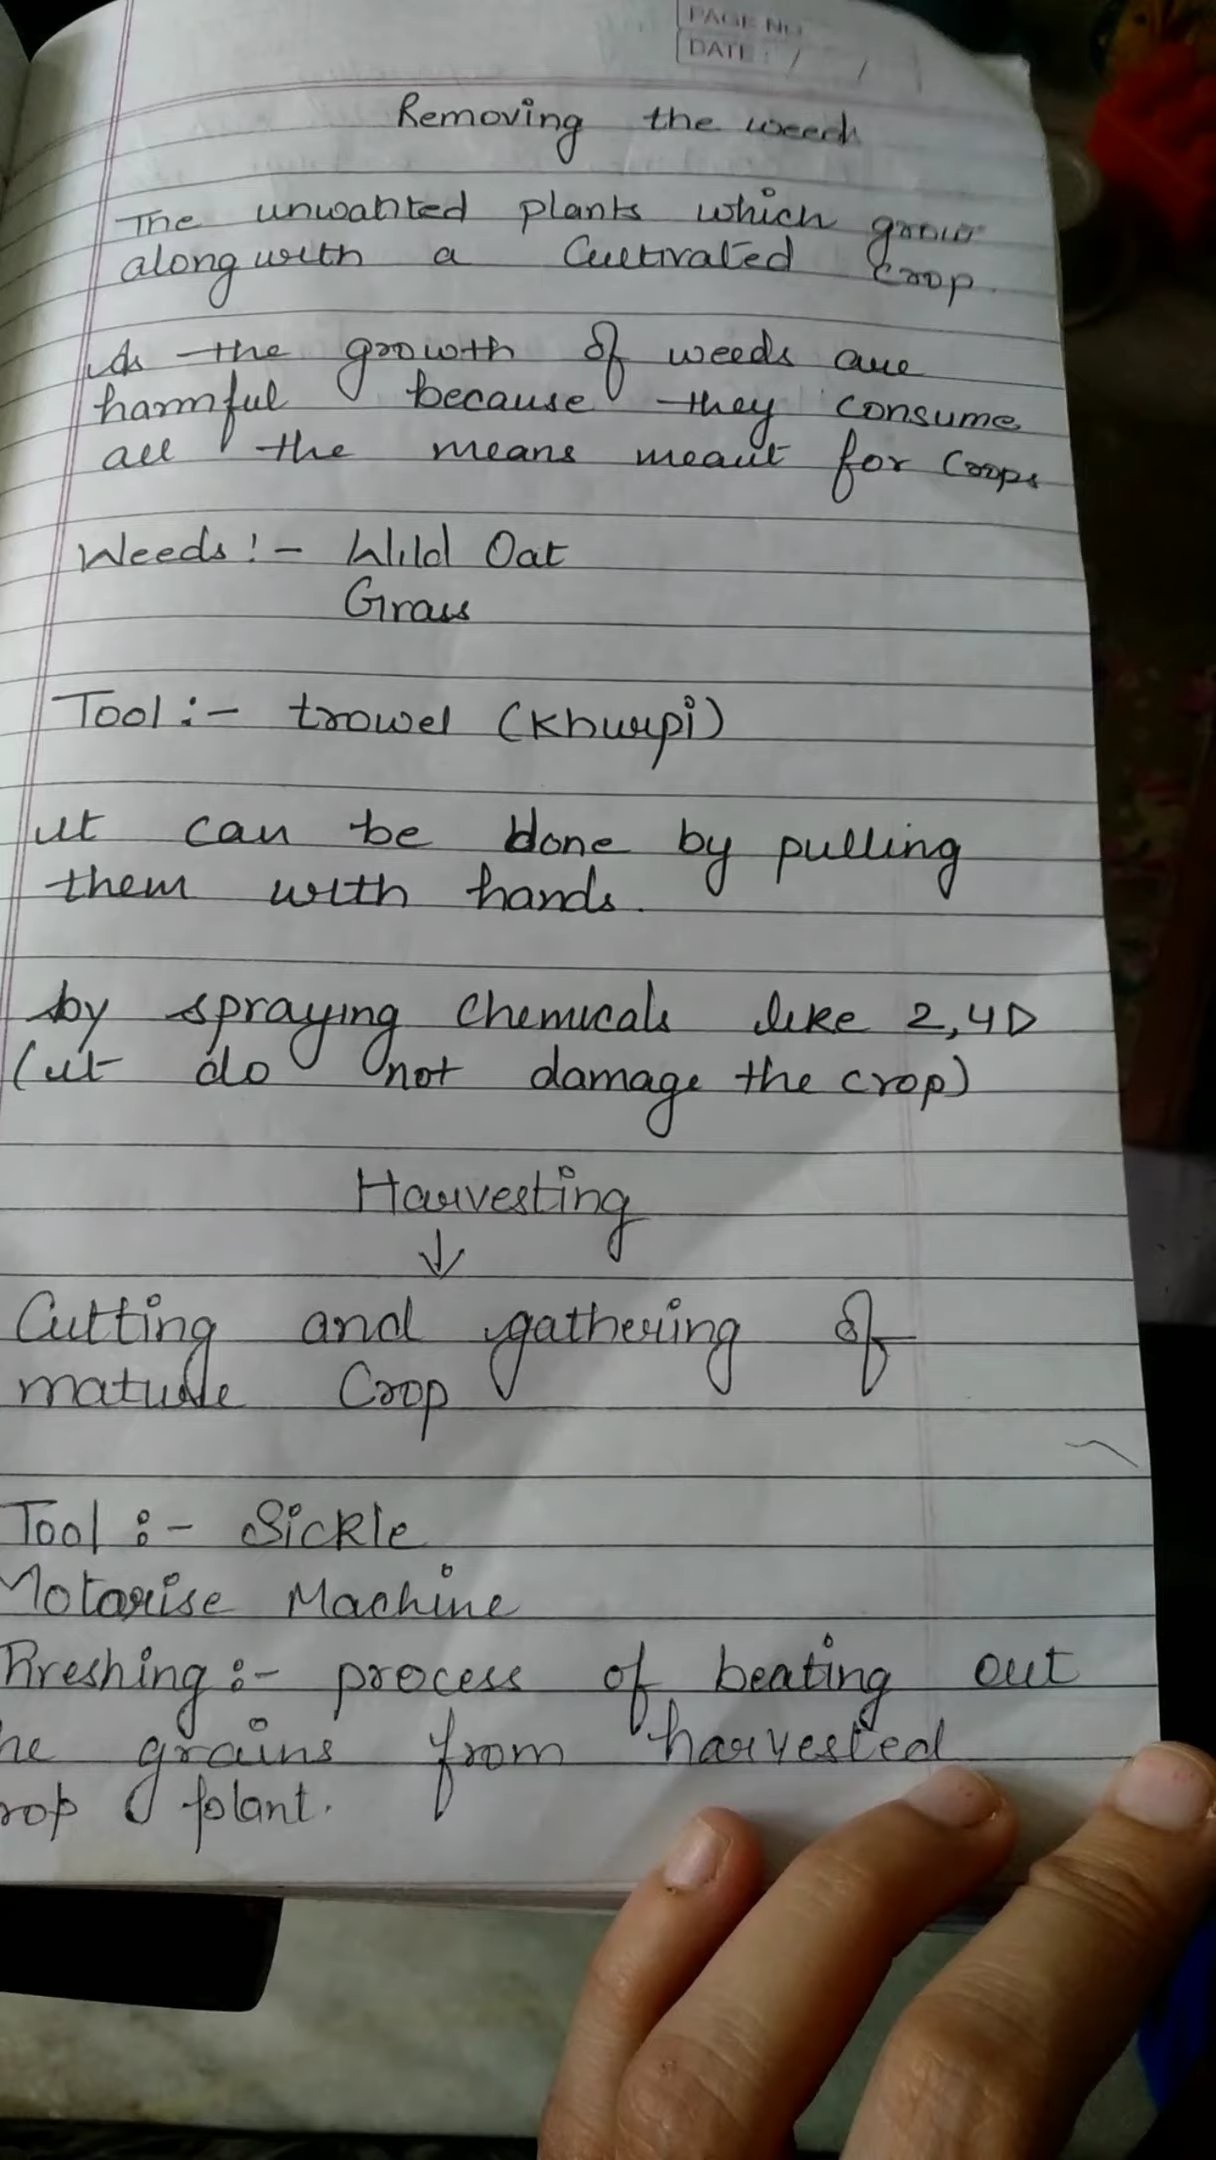 PAGE NO
DATE : / /
Removing the weeds
The unwanted plants which grow
along with a Cultivated Crop.
As the growth of weeds are
harmful because they consume
all the means meant for Crops
Weeds :- Wild Oat
Grass
Tool :- trowel (Khurpi)
it can be done by pulling
them with hands.
by spraying Chemicals like 2,4D
(it do not damage the crop)
Harvesting
↓
Cutting and gathering of
mature Crop
Tool :- Sickle
Motorise Machine
Threshing :- process of beating out
he grains from harvested
rop plant.